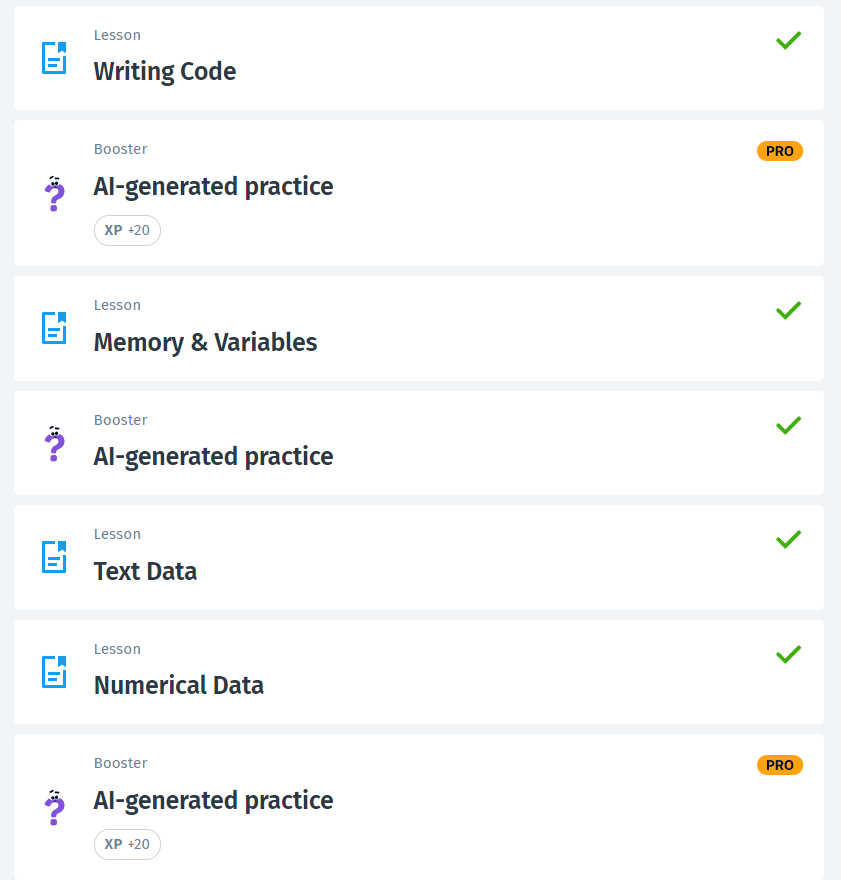 Lesson
Writing Code
Booster
PRO
AI-generated practice
XP +20
Lesson
Memory & Variables
Booster
AI-generated practice
Lesson
Text Data
Lesson
Numerical Data
Booster
PRO
AI-generated practice
XP +20